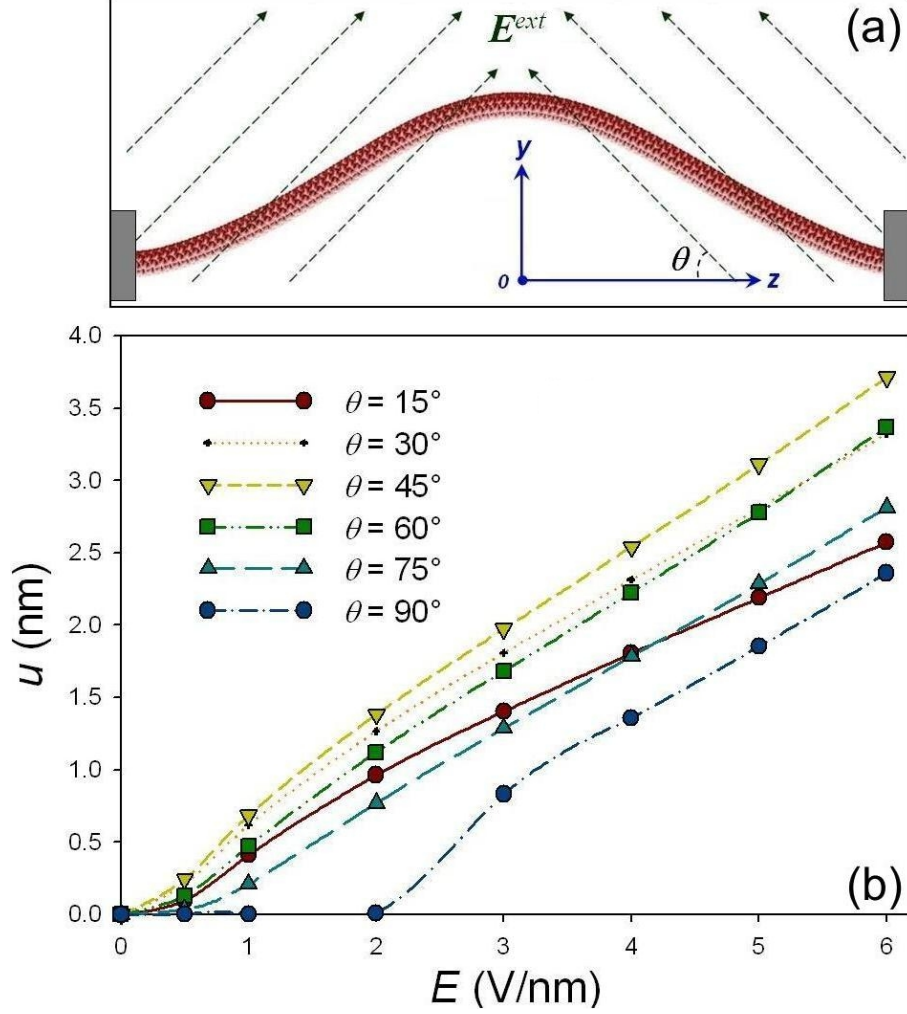 (a)
E^ext
y
θ
0
z
4.0
3.5
3.0
2.5
2.0
1.5
1.0
0.5
0.0
u (nm)
θ = 15°
θ = 30°
θ = 45°
θ = 60°
θ = 75°
θ = 90°
(b)
0 1 2 3 4 5 6
E (V/nm)